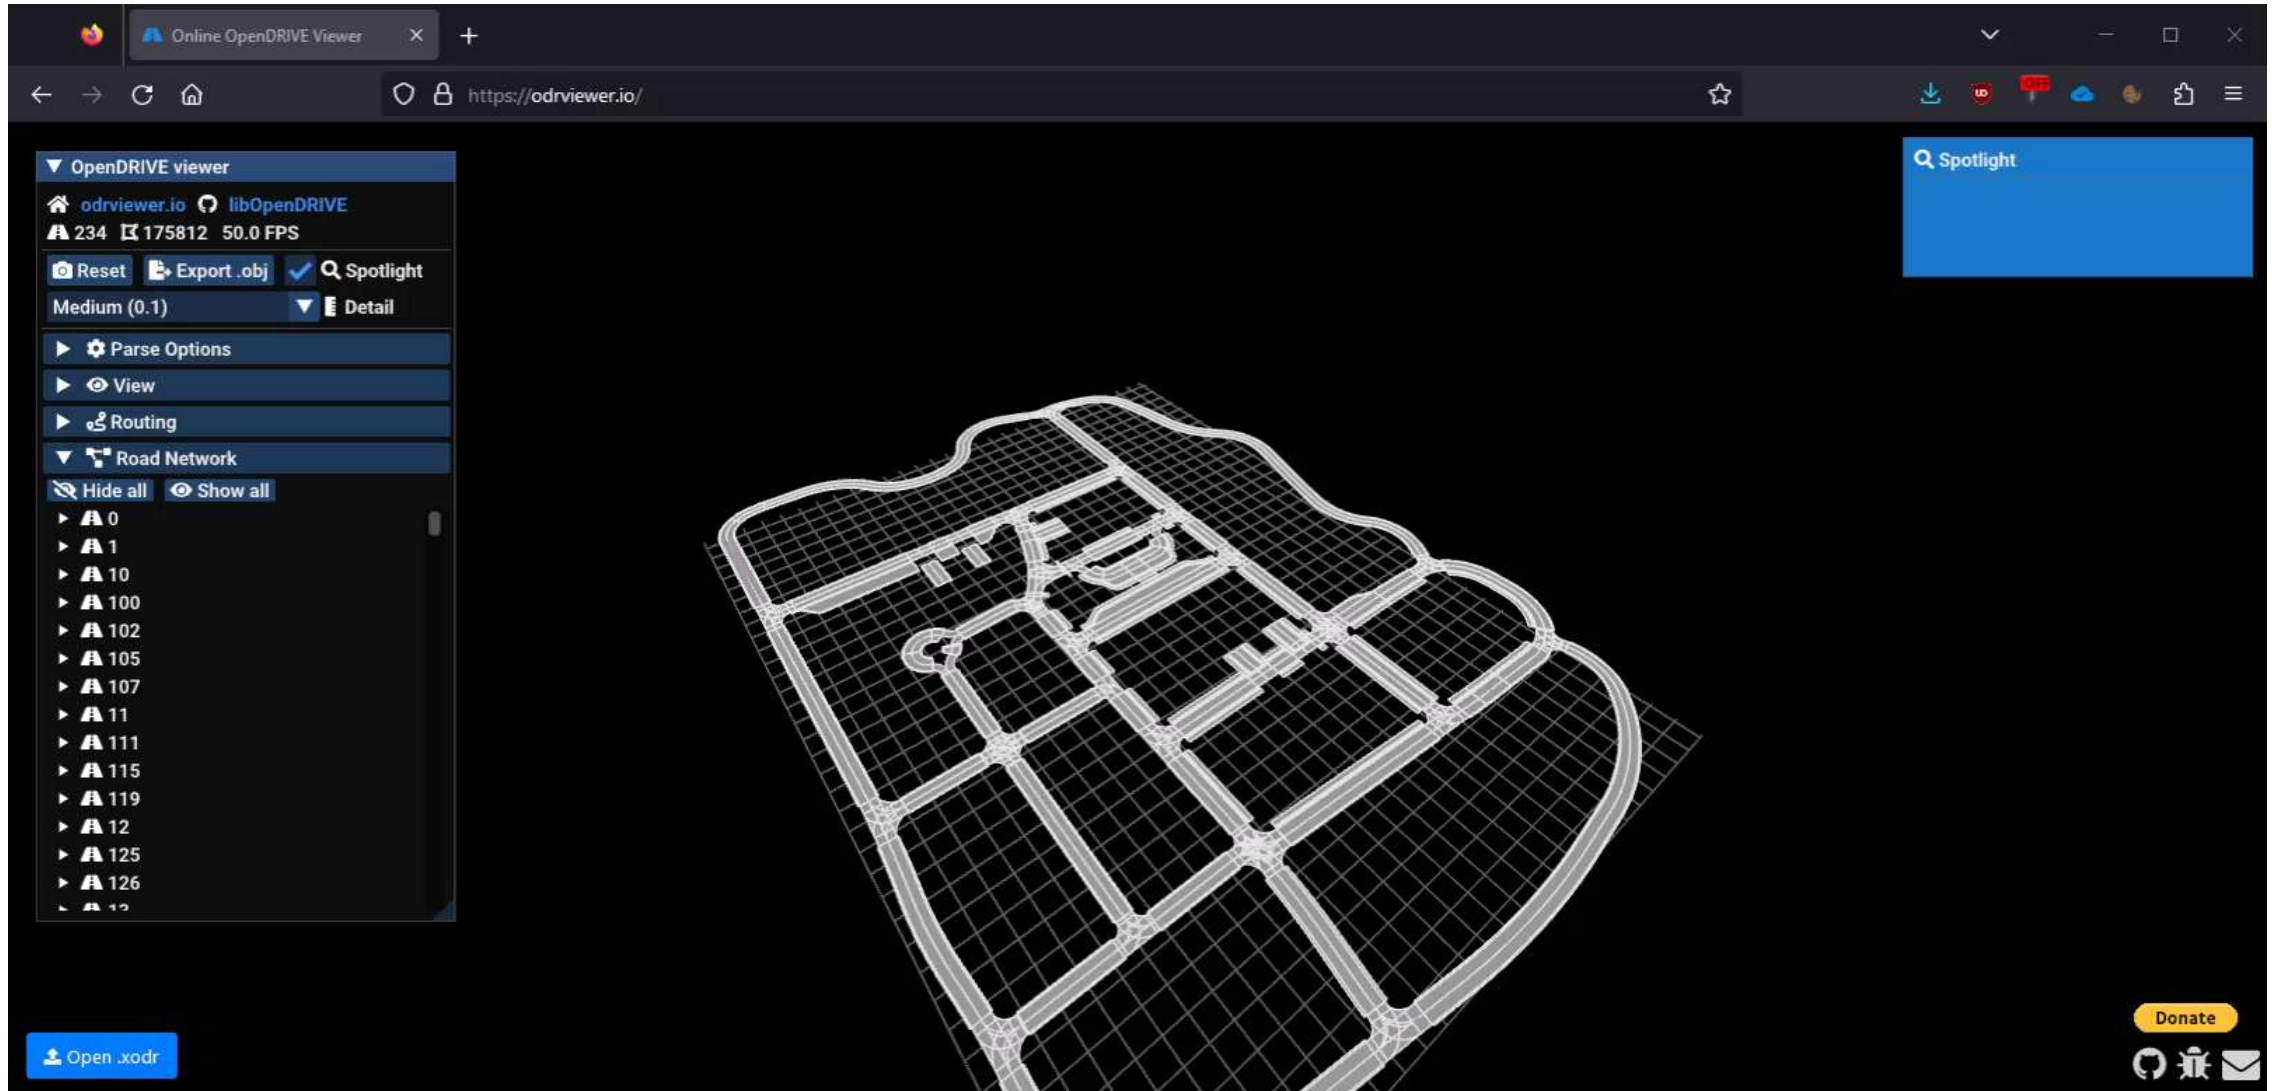 Online OpenDRIVE Viewer
https://odrviewer.io/
OFF
OpenDRIVE viewer
odrviewer.io libOpenDRIVE
234 175812 50.0 FPS
Reset Export .obj Spotlight
Medium (0.1) Detail
Parse Options
View
Routing
Road Network
Hide all Show all
0
1
10
100
102
105
107
11
111
115
119
12
125
126
13
Open .xodr
Spotlight
Donate